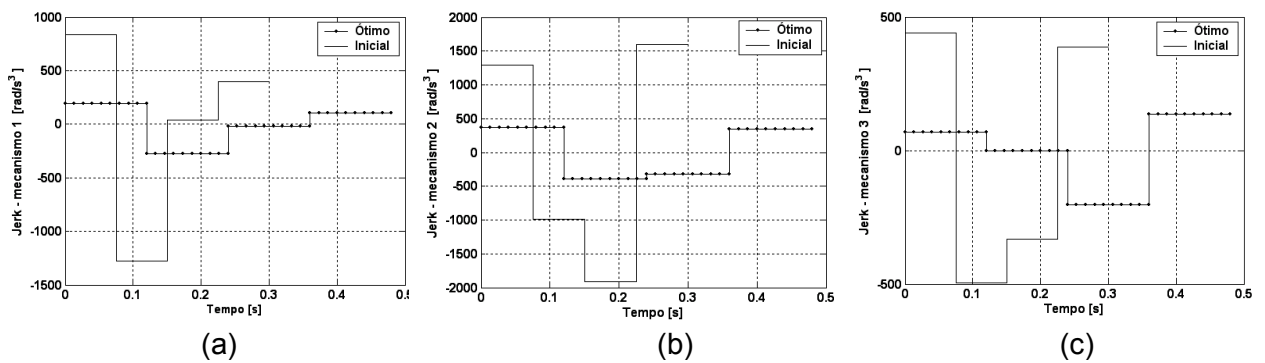 Jerk - mecanismo 1 [rad/s³]
1000
500
0
-500
-1000
-1500
0 0.1 0.2 0.3 0.4 0.5
Tempo [s]
Ótimo
Inicial
(a)
Jerk - mecanismo 2 [rad/s³]
2000
1500
1000
500
0
-500
-1000
-1500
-2000
0 0.1 0.2 0.3 0.4 0.5
Tempo [s]
Ótimo
Inicial
(b)
Jerk - mecanismo 3 [rad/s³]
500
0
-500
0 0.1 0.2 0.3 0.4 0.5
Tempo [s]
Ótimo
Inicial
(c)